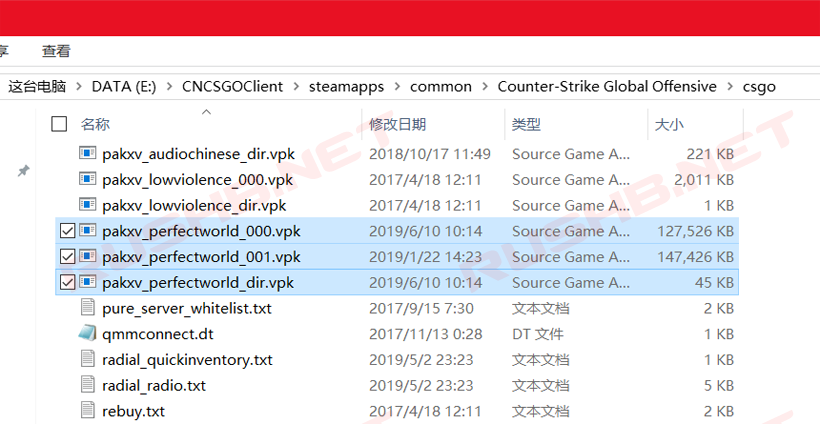 享 查看
这台电脑 > DATA (E:) > CNCSGOClient > steamapps > common > Counter-Strike Global Offensive > csgo
名称 修改日期 类型 大小
pakxv_audiochinese_dir.vpk 2018/10/17 11:49 Source Game A... 221 KB
pakxv_lowviolence_000.vpk 2017/4/18 12:11 Source Game A... 2,011 KB
pakxv_lowviolence_dir.vpk 2017/4/18 12:11 Source Game A... 1 KB
pakxv_perfectworld_000.vpk 2019/6/10 10:14 Source Game A... 127,526 KB
pakxv_perfectworld_001.vpk 2019/1/22 14:23 Source Game A... 147,426 KB
pakxv_perfectworld_dir.vpk 2019/6/10 10:14 Source Game A... 45 KB
pure_server_whitelist.txt 2017/9/15 7:30 文本文档 2 KB
qmmconnect.dt 2017/11/13 0:28 DT 文件 1 KB
radial_quickinventory.txt 2019/5/2 23:23 文本文档 1 KB
radial_radio.txt 2019/5/2 23:23 文本文档 5 KB
rebuy.txt 2017/4/18 12:11 文本文档 2 KB
RUSHB.NET
RUSHB.NET